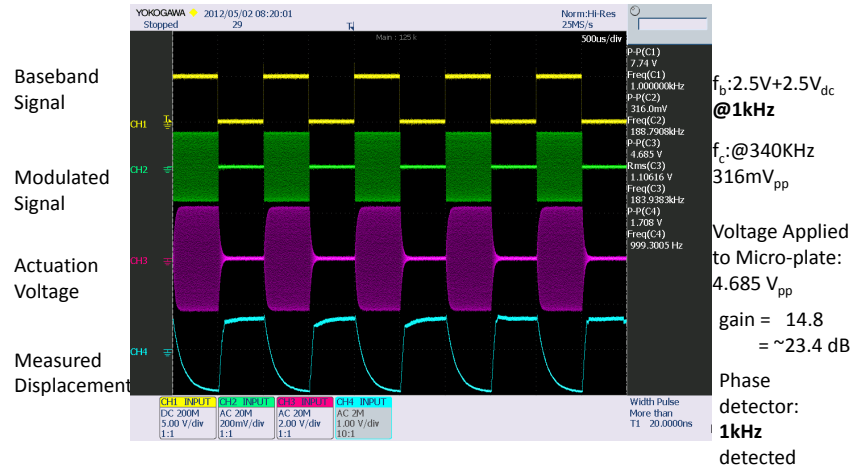 YOKOGAWA 2012/05/02 08:20:01 Norm:Hi-Res
Stopped 29 25MS/s
Main : 125 k 500us/div
Baseband
Signal
Modulated
Signal
Actuation
Voltage
Measured
Displacement
CH1
CH2
CH3
CH4
P-P(C1)
7.74 V
Freq(C1)
1.000000kHz
P-P(C2)
316.0mV
Freq(C2)
188.7908kHz
P-P(C3)
4.685 V
Rms(C3)
1.10616 V
Freq(C3)
183.9383kHz
P-P(C4)
1.708 V
Freq(C4)
999.3005 Hz
fb:2.5V+2.5Vdc
@1kHz
fc:@340KHz
316mVpp
Voltage Applied
to Micro-plate:
4.685 Vpp
gain = 14.8
= ~23.4 dB
Phase
detector:
1kHz
detected
CH1 INPUT
DC 200M
5.00 V/div
1:1
CH2 INPUT
AC 20M
200mV/div
1:1
CH3 INPUT
AC 20M
2.00 V/div
1:1
CH4 INPUT
AC 2M
1.00 V/div
10:1
Width Pulse
More than
T1 20.0000ns